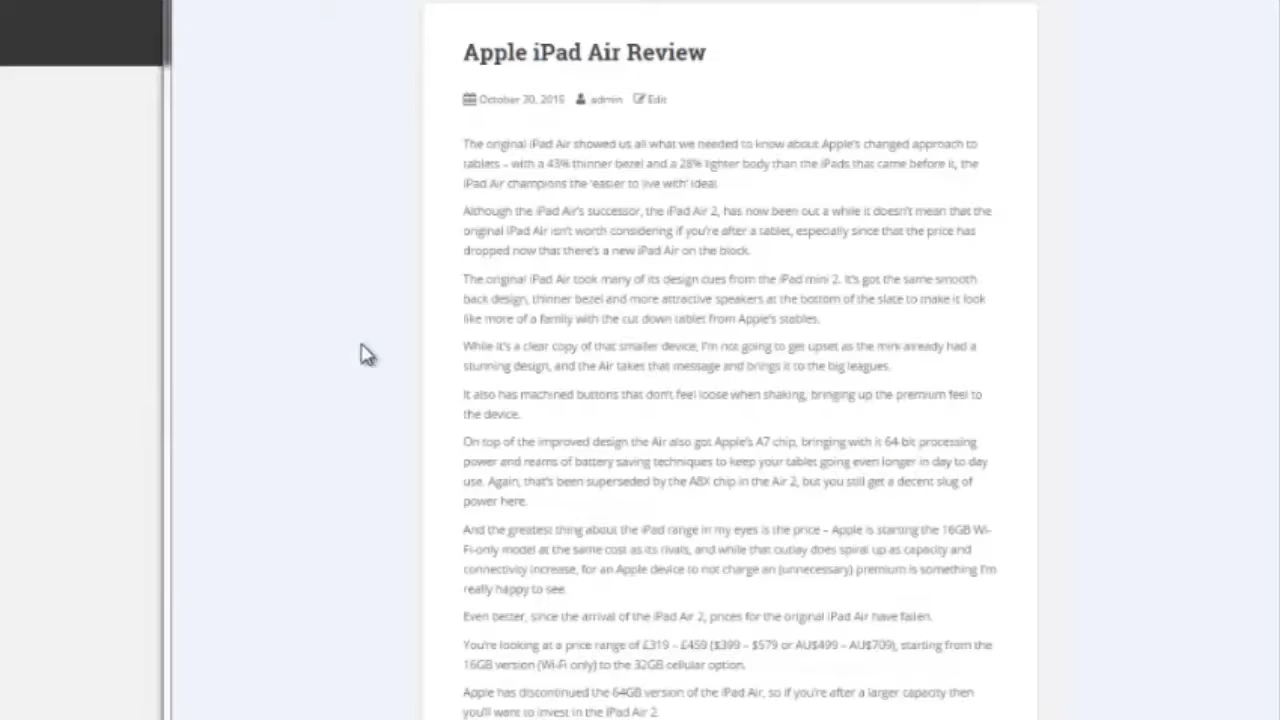 Apple iPad Air Review
October 30, 2015 admin Edit
The original iPad Air showed us all what we needed to know about Apple's changed approach to
tablets – with a 43% thinner bezel and a 28% lighter body than the iPads that came before it, the
iPad Air champions the 'easier to live with' ideal.
Although the iPad Air's successor, the iPad Air 2, has now been out a while it doesn't mean that the
original iPad Air isn't worth considering if you're after a tablet, especially since that the price has
dropped now that there's a new iPad Air on the block.
The original iPad Air took many of its design cues from the iPad mini 2. It's got the same smooth
back design, thinner bezel and more attractive speakers at the bottom of the slate to make it look
like more of a family with the cut down tablet from Apple's stables.
While it's a clear copy of that smaller device, I'm not going to get upset as the mini already had a
stunning design, and the Air takes that message and brings it to the big leagues.
It also has machined buttons that don't feel loose when shaking, bringing up the premium feel to
the device.
On top of the improved design the Air also got Apple's A7 chip, bringing with it 64-bit processing
power and reams of battery saving techniques to keep your tablet going even longer in day to day
use. Again, that's been superseded by the A8X chip in the Air 2, but you still get a decent slug of
power here.
And the greatest thing about the iPad range in my eyes is the price – Apple is starting the 16GB Wi-
Fi-only model at the same cost as its rivals, and while that outlay does spiral up as capacity and
connectivity increase, for an Apple device to not charge an (unnecessary) premium is something I'm
really happy to see.
Even better, since the arrival of the iPad Air 2, prices for the original iPad Air have fallen.
You're looking at a price range of £319 – £459 ($399 – $579 or AU$499 – AU$709), starting from the
16GB version (Wi-Fi only) to the 32GB cellular option.
Apple has discontinued the 64GB version of the iPad Air, so if you're after a larger capacity then
you'll want to invest in the iPad Air 2.